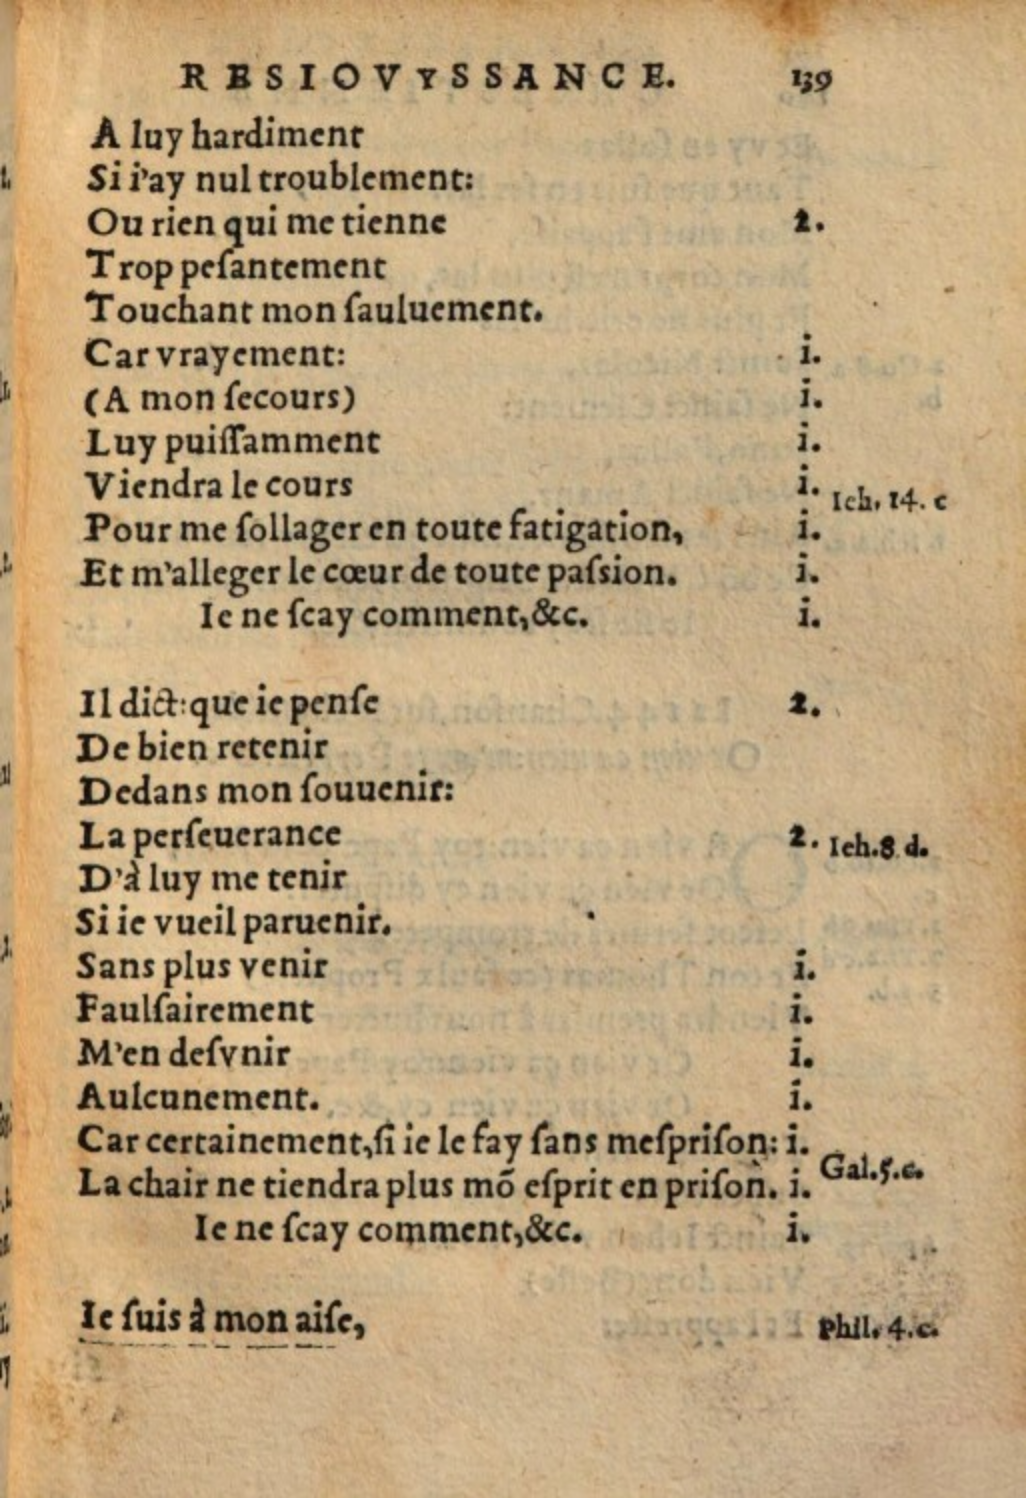 RESIOVYSSANCE. 139
A luy hardiment
Si i'ay nul troublement:
Ou rien qui me tienne 2.
Trop peſantement
Touchant mon ſauluement.
Car vrayement: i.
(A mon ſecours) i.
Luy puiſſamment i.
Viendra le cours i. Ieh. 14. c
Pour me ſollager en toute fatigation, i.
Et m'alleger le cœur de toute paſsion. i.
Ie ne ſcay comment,&c. i.
Il dict: que ie penſe 2.
De bien retenir
Dedans mon ſouuenir:
La perſeuerance 2. Ieh.8 d.
D'à luy me tenir
Si ie vueil paruenir.
Sans plus venir i.
Faulſairement i.
M'en deſvnir i.
Aulcunement. i.
Car certainement,ſi ie le fay ſans meſpriſon: i.
La chair ne tiendra plus mõ eſprit en priſon. i. Gal.5.c.
Ie ne ſcay comment,&c. i.
Ie ſuis à mon aiſe, Phil. 4.c.